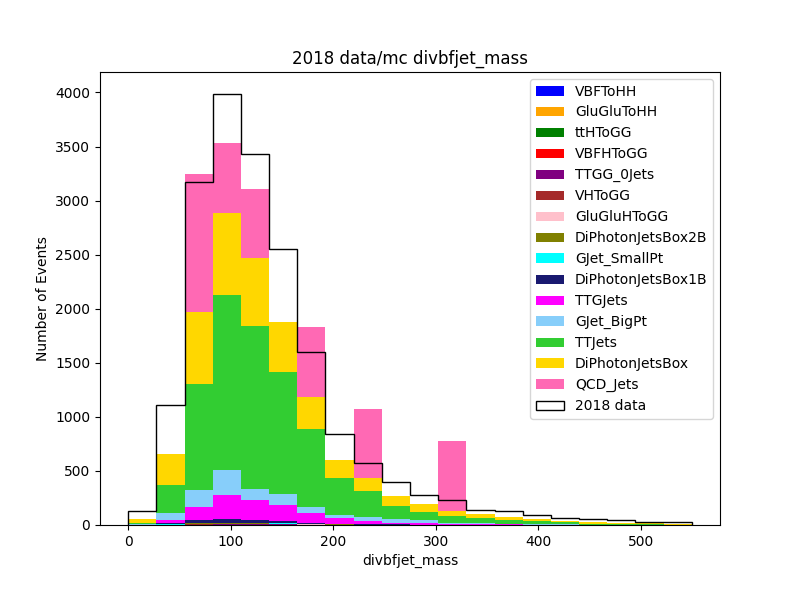 2018 data/mc divbfjet_mass
4000
3500
3000
2500
2000
1500
1000
500
0
Number of Events
0
100
200
300
400
500
divbfjet_mass
VBFToHH
GluGluToHH
ttHToGG
VBFHToGG
TTGG_0Jets
VHToGG
GluGluHToGG
DiPhotonJetsBox2B
GJet_SmallPt
DiPhotonJetsBox1B
TTGJets
GJet_BigPt
TTJets
DiPhotonJetsBox
QCD_Jets
2018 data